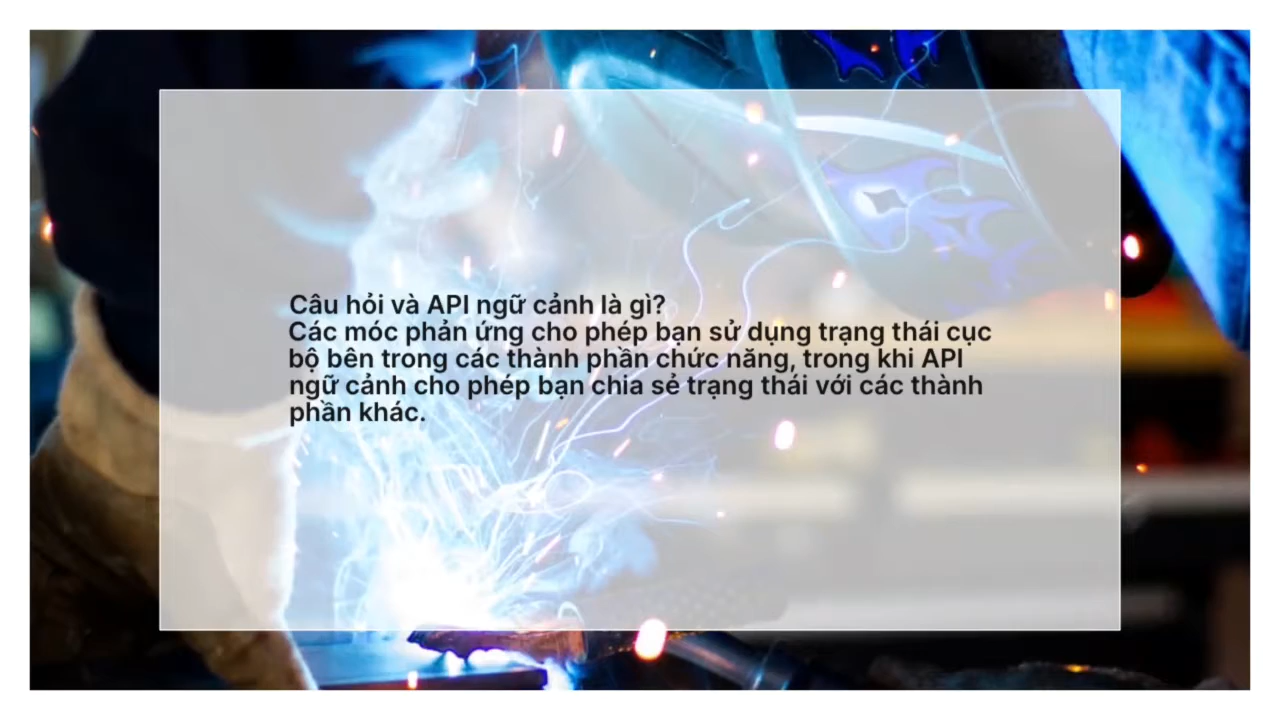 Câu hỏi và API ngữ cảnh là gì?
Các móc phản ứng cho phép bạn sử dụng trạng thái cục
bộ bên trong các thành phần chức năng, trong khi API
ngữ cảnh cho phép bạn chia sẻ trạng thái với các thành
phần khác.